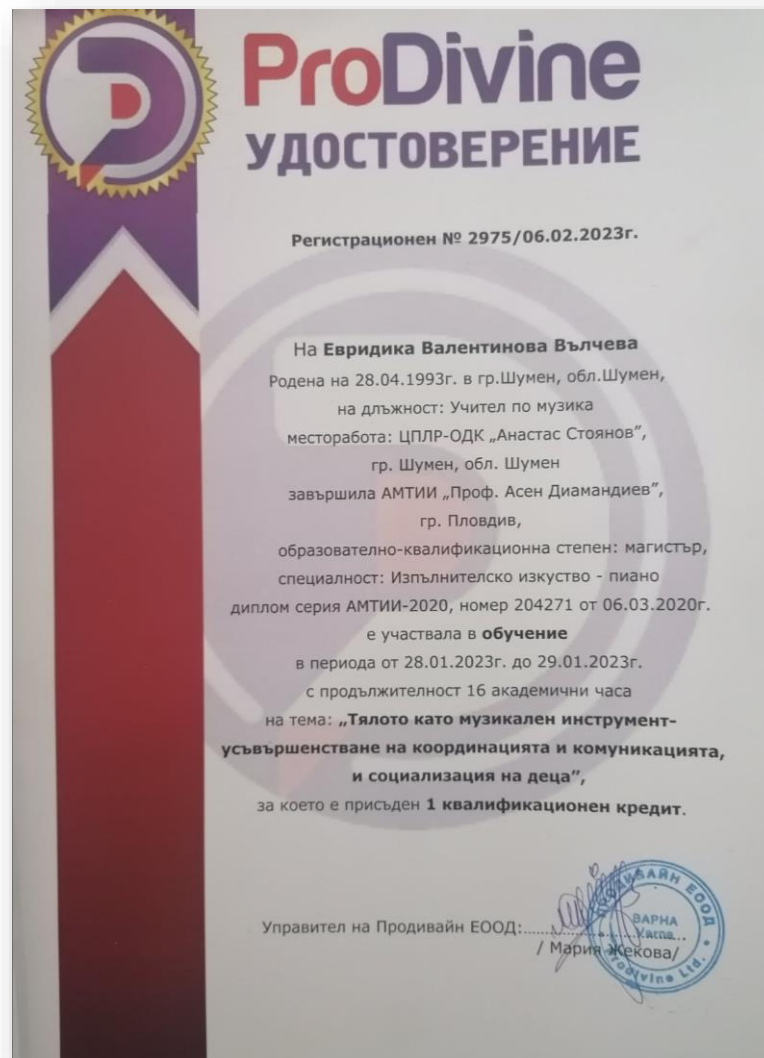 ProDivine
УДОСТОВЕРЕНИЕ
Регистрационен № 2975/06.02.2023г.
На Евридика Валентинова Вълчева
Родена на 28.04.1993г. в гр.Шумен, обл.Шумен,
на длъжност: Учител по музика
месторабота: ЦПЛР-ОДК „Анастас Стоянов”,
гр. Шумен, обл. Шумен
завършила АМТИИ „Проф. Асен Диамандиев”,
гр. Пловдив,
образователно-квалификационна степен: магистър,
специалност: Изпълнителско изкуство - пиано
диплом серия АМТИИ-2020, номер 204271 от 06.03.2020г.
е участвала в обучение
в периода от 28.01.2023г. до 29.01.2023г.
с продължителност 16 академични часа
на тема: „Тялото като музикален инструмент-
усъвършенстване на координацията и комуникацията,
и социализация на деца”,
за което е присъден 1 квалификационен кредит.
Управител на Продивайн ЕООД:
/ Мария Жекова/
ПРОДИВАЙН ЕООД
ВАРНА
Varna
Prodivine Ltd.